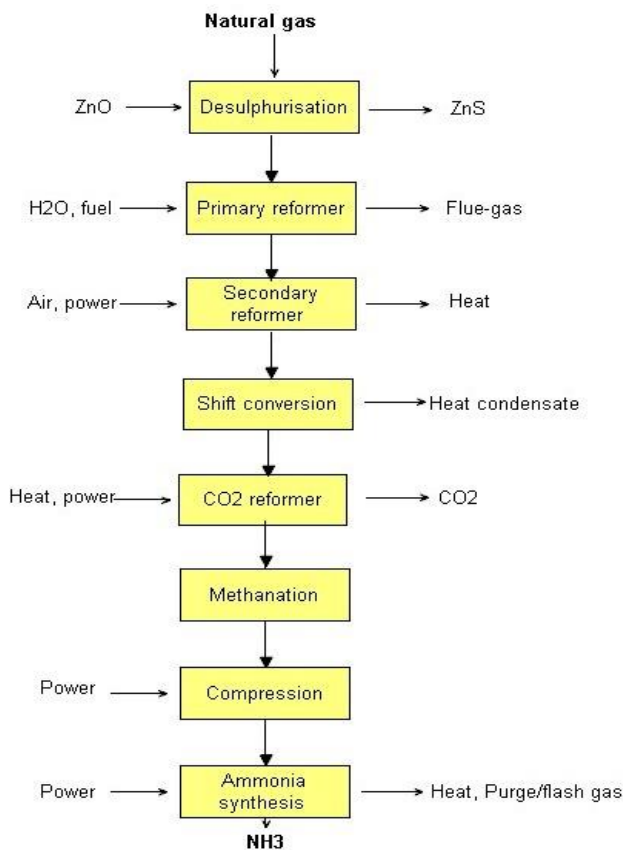 Natural gas
ZnO
Desulphurisation
ZnS
H2O, fuel
Primary reformer
Flue-gas
Air, power
Secondary
reformer
Heat
Shift conversion
Heat condensate
Heat, power
CO2 reformer
CO2
Methanation
Power
Compression
Power
Ammonia
synthesis
Heat, Purge/flash gas
NH3